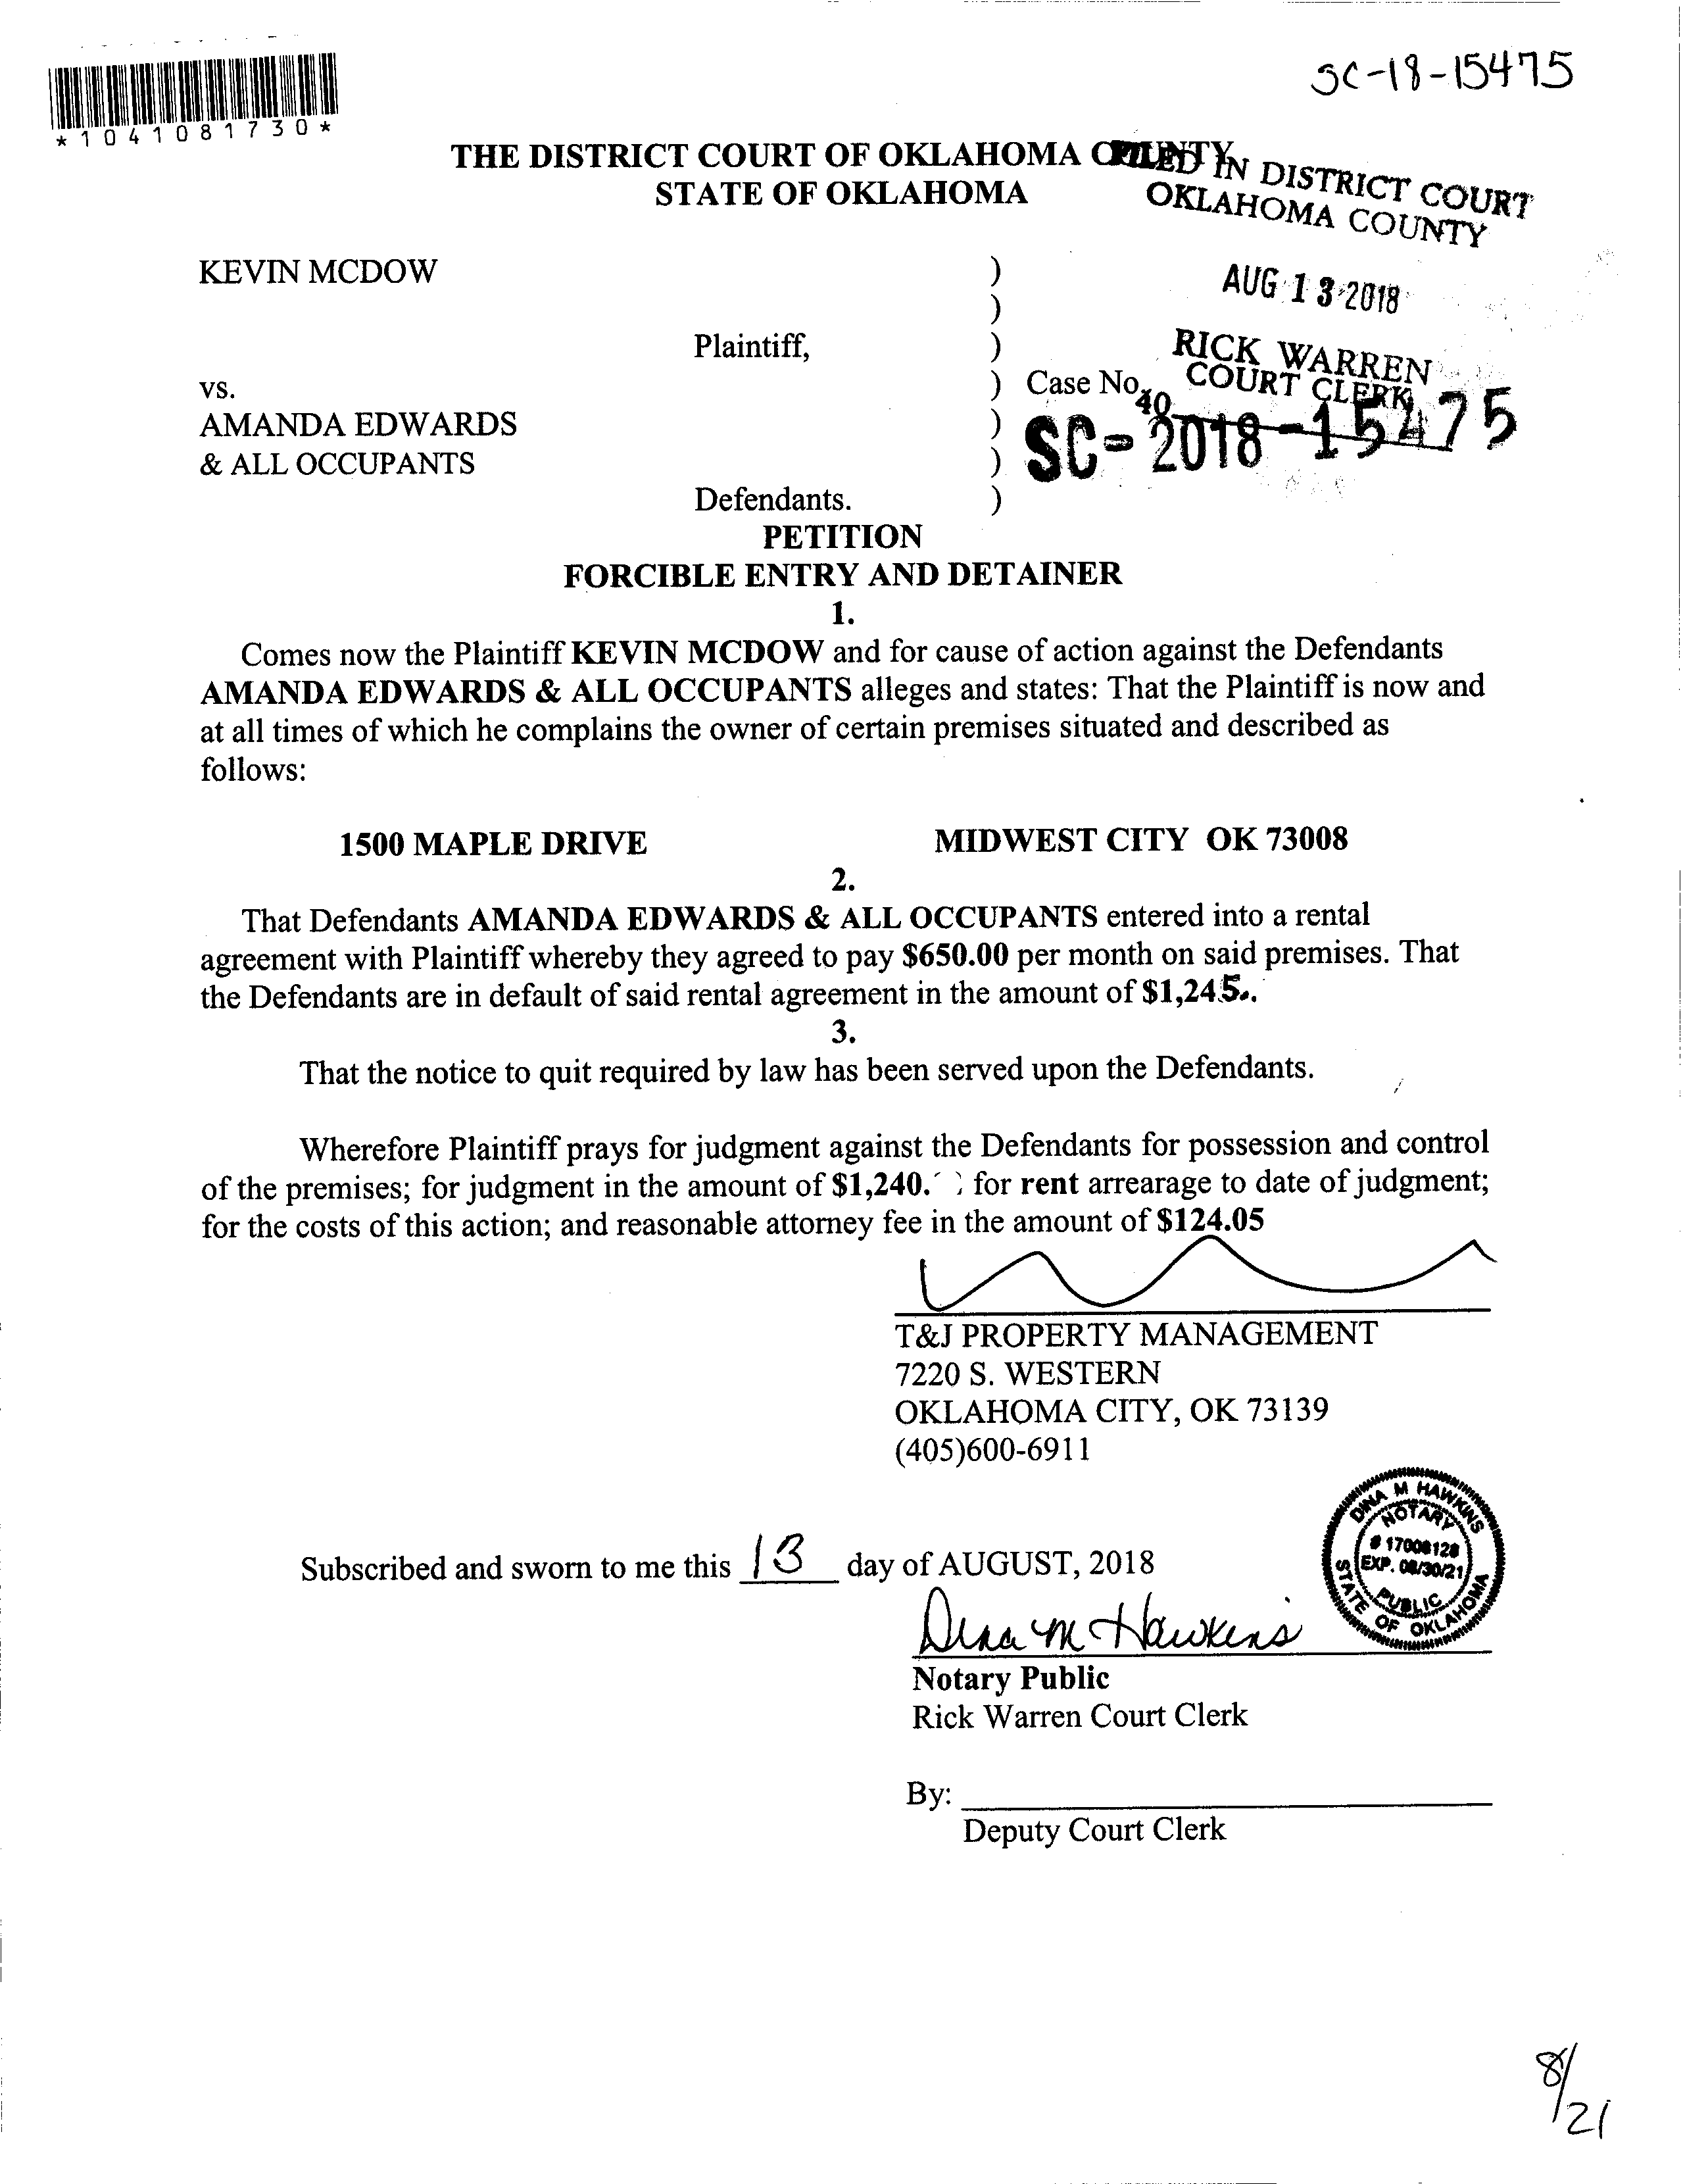 SC-18-15475
*1041081730*
THE DISTRICT COURT OF OKLAHOMA COUNTY
STATE OF OKLAHOMA
FILED IN DISTRICT COURT
OKLAHOMA COUNTY
AUG 13 2018
RICK WARREN
COURT CLERK
40
KEVIN MCDOW )
)
Plaintiff, )
vs. ) Case No.
AMANDA EDWARDS ) SC-2018-15475
& ALL OCCUPANTS )
Defendants. )
PETITION
FORCIBLE ENTRY AND DETAINER
1.
Comes now the Plaintiff KEVIN MCDOW and for cause of action against the Defendants
AMANDA EDWARDS & ALL OCCUPANTS alleges and states: That the Plaintiff is now and
at all times of which he complains the owner of certain premises situated and described as
follows:
1500 MAPLE DRIVE MIDWEST CITY OK 73008
2.
That Defendants AMANDA EDWARDS & ALL OCCUPANTS entered into a rental
agreement with Plaintiff whereby they agreed to pay $650.00 per month on said premises. That
the Defendants are in default of said rental agreement in the amount of $1,245..
3.
That the notice to quit required by law has been served upon the Defendants.
Wherefore Plaintiff prays for judgment against the Defendants for possession and control
of the premises; for judgment in the amount of $1,240. for rent arrearage to date of judgment;
for the costs of this action; and reasonable attorney fee in the amount of $124.05
T&J PROPERTY MANAGEMENT
7220 S. WESTERN
OKLAHOMA CITY, OK 73139
(405)600-6911
Subscribed and sworn to me this 13 day of AUGUST, 2018
DINA M HAWKINS
NOTARY
# 17008128
EXP. 08/30/21
PUBLIC
STATE OF OKLAHOMA
Dina M Hawkins
Notary Public
Rick Warren Court Clerk
By:
Deputy Court Clerk
8/21